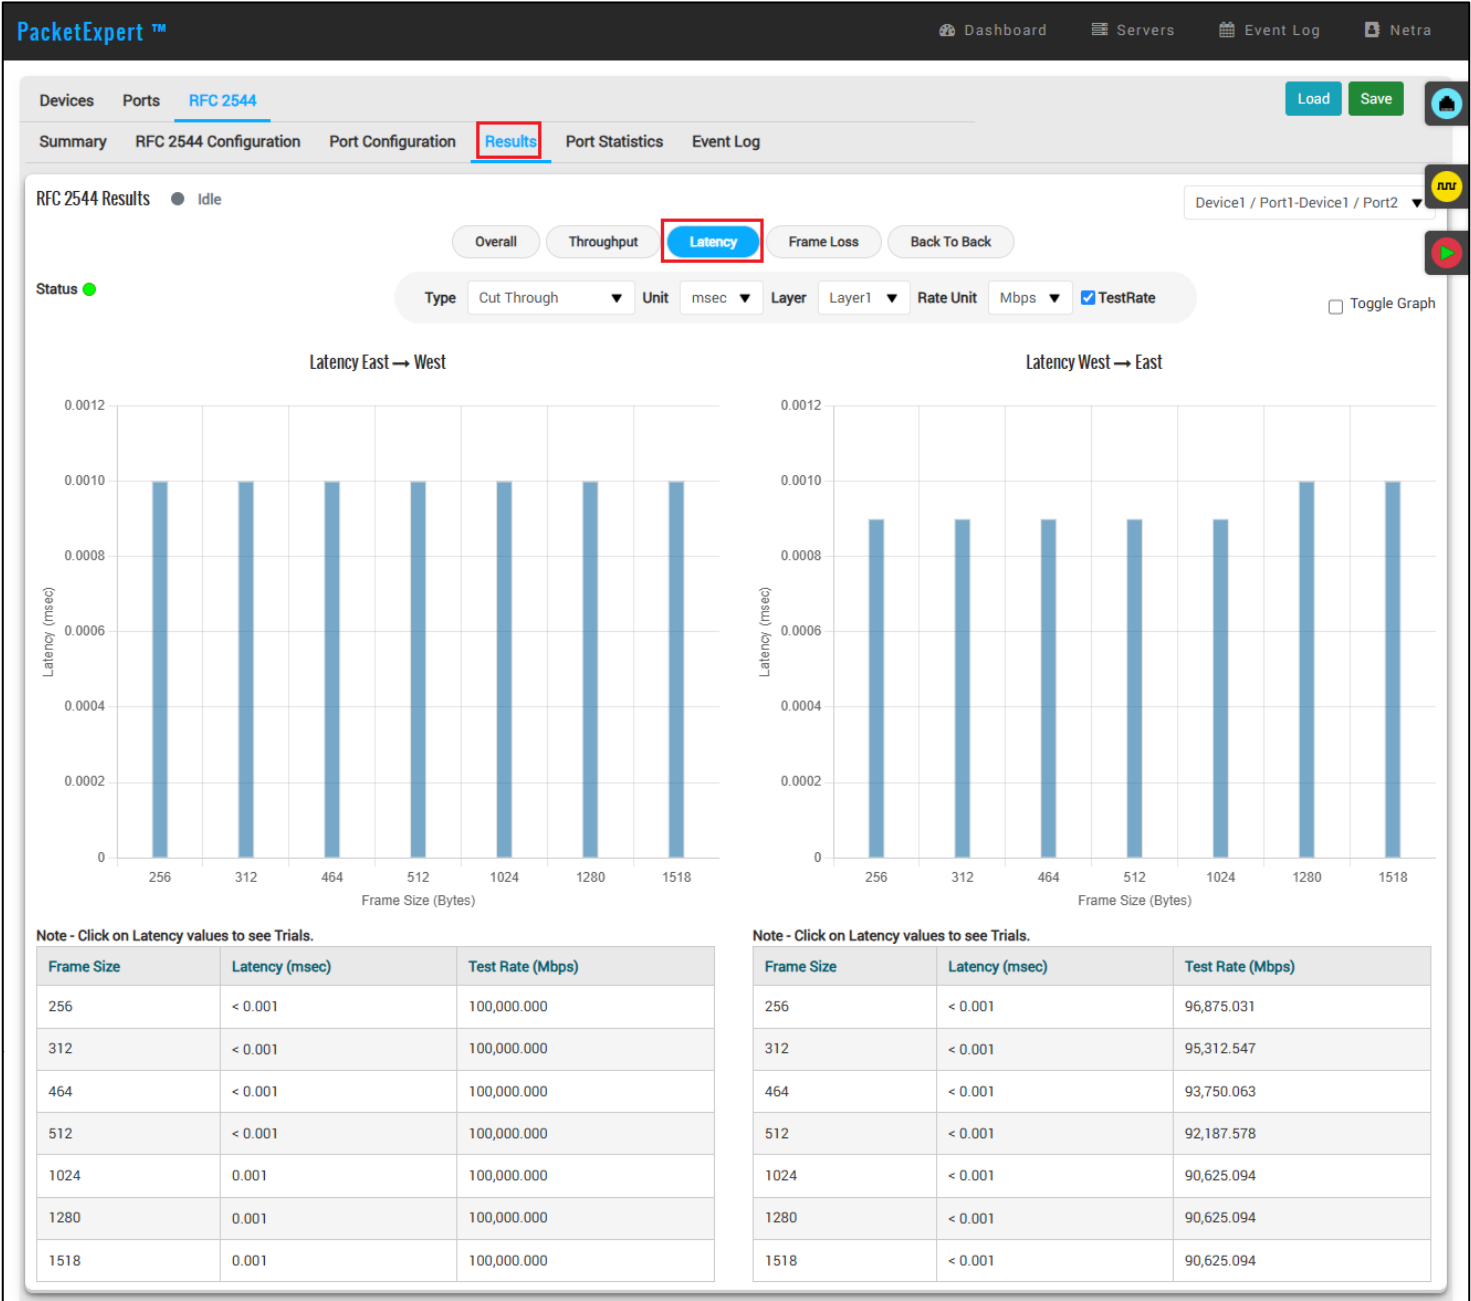 PacketExpert ™
Dashboard Servers Event Log Netra
Devices Ports RFC 2544 Load Save
Summary RFC 2544 Configuration Port Configuration Results Port Statistics Event Log
RFC 2544 Results Idle
Device1 / Port1-Device1 / Port2
Overall Throughput Latency Frame Loss Back To Back
Status
Type Cut Through Unit msec Layer Layer1 Rate Unit Mbps TestRate
Toggle Graph
Latency East → West
0.0012
0.0010
0.0008
0.0006
0.0004
0.0002
0
Latency (msec)
256 312 464 512 1024 1280 1518
Frame Size (Bytes)
Latency West → East
0.0012
0.0010
0.0008
0.0006
0.0004
0.0002
0
Latency (msec)
256 312 464 512 1024 1280 1518
Frame Size (Bytes)
Note - Click on Latency values to see Trials.
Frame Size Latency (msec) Test Rate (Mbps)
256 < 0.001 100,000.000
312 < 0.001 100,000.000
464 < 0.001 100,000.000
512 < 0.001 100,000.000
1024 0.001 100,000.000
1280 0.001 100,000.000
1518 0.001 100,000.000
Note - Click on Latency values to see Trials.
Frame Size Latency (msec) Test Rate (Mbps)
256 < 0.001 96,875.031
312 < 0.001 95,312.547
464 < 0.001 93,750.063
512 < 0.001 92,187.578
1024 < 0.001 90,625.094
1280 < 0.001 90,625.094
1518 < 0.001 90,625.094